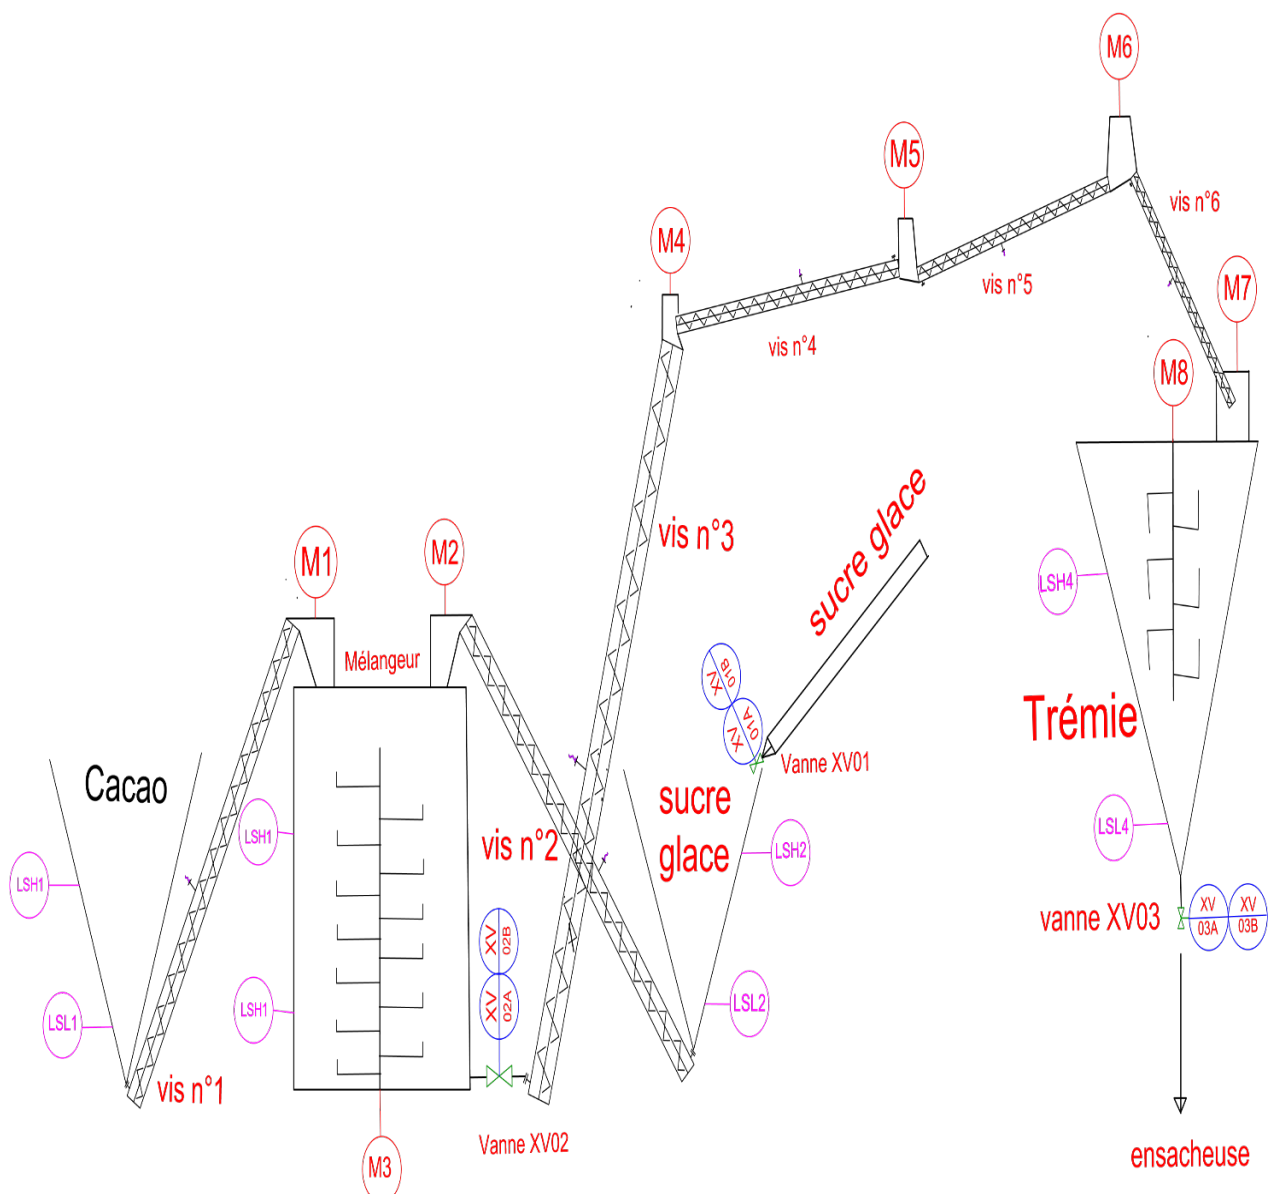 M6
M5
vis n°6
M4
vis n°5
M7
vis n°4
M8
sucre glace
vis n°3
M1
M2
Mélangeur
LSH4
XV
01B
XV
01A
Trémie
Vanne XV01
Cacao
sucre
glace
LSH1
vis n°2
LSH2
LSL4
LSH1
vanne XV03
XV
03A
XV
03B
XV
02B
XV
02A
LSH1
LSL2
LSL1
vis n°1
Vanne XV02
ensacheuse
M3